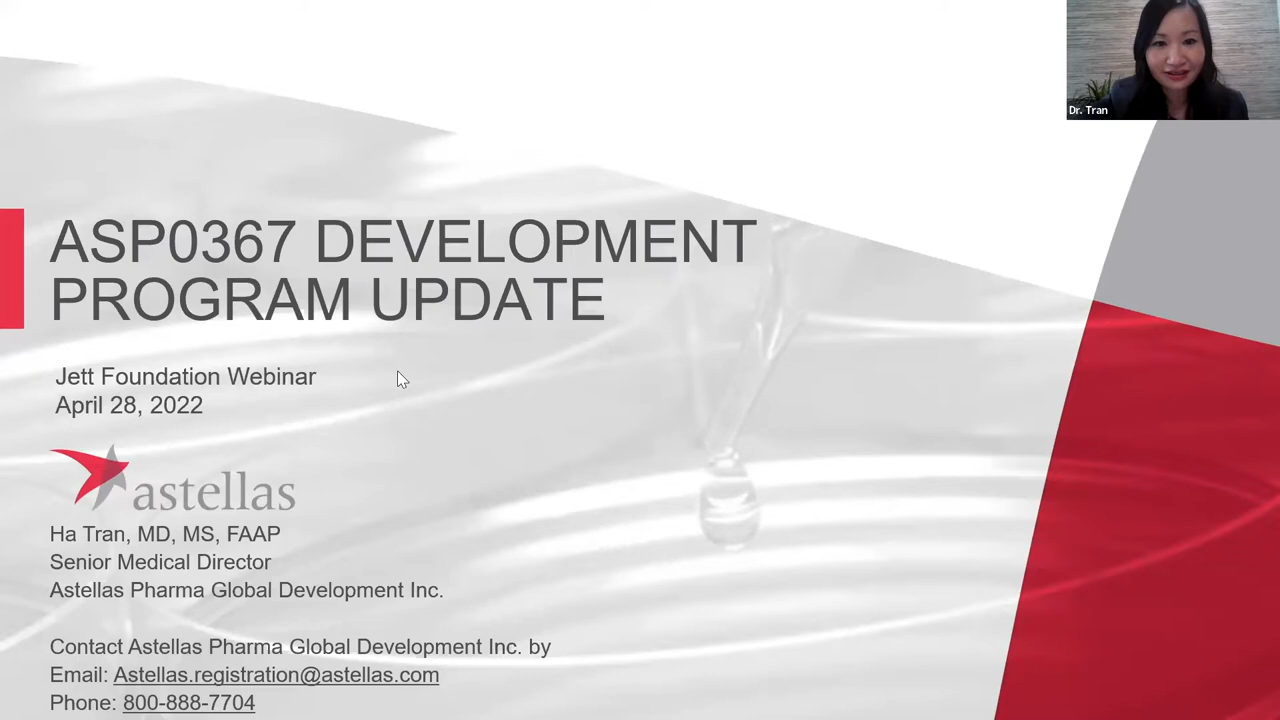 Dr. Tran
ASP0367 DEVELOPMENT
PROGRAM UPDATE
Jett Foundation Webinar
April 28, 2022
astellas
Ha Tran, MD, MS, FAAP
Senior Medical Director
Astellas Pharma Global Development Inc.
Contact Astellas Pharma Global Development Inc. by
Email: Astellas.registration@astellas.com
Phone: 800-888-7704